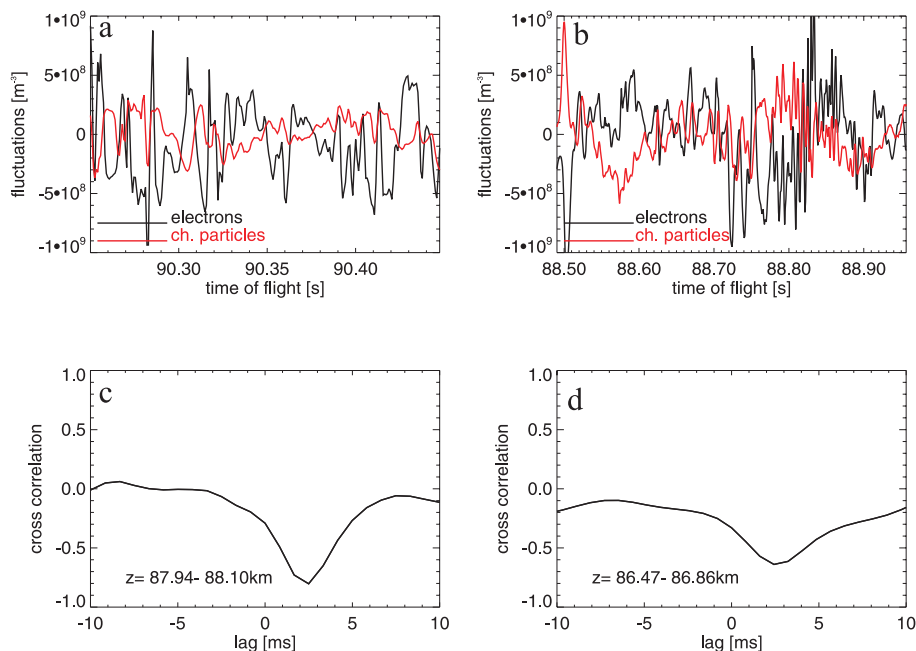 a
1•10⁹
5•10⁸
0
-5•10⁸
-1•10⁹
fluctuations [m⁻³]
electrons
ch. particles
90.30 90.35 90.40
time of flight [s]
b
1•10⁹
5•10⁸
0
-5•10⁸
-1•10⁹
fluctuations [m⁻³]
electrons
ch. particles
88.50 88.60 88.70 88.80 88.90
time of flight [s]
c
1.0
0.5
0.0
-0.5
-1.0
cross correlation
z= 87.94- 88.10km
-10 -5 0 5 10
lag [ms]
d
1.0
0.5
0.0
-0.5
-1.0
cross correlation
z= 86.47- 86.86km
-10 -5 0 5 10
lag [ms]